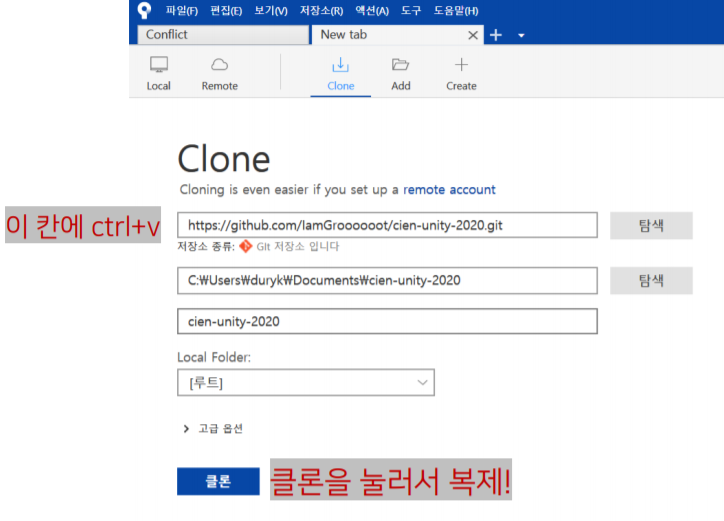 파일(F) 편집(E) 보기(V) 저장소(R) 액션(A) 도구 도움말(H)
Conflict New tab
Local Remote Clone Add Create
Clone
Cloning is even easier if you set up a remote account
이 칸에 ctrl+v https://github.com/IamGroooooot/cien-unity-2020.git 탐색
저장소 종류: Git 저장소 입니다
C:₩Users₩duryk₩Documents₩cien-unity-2020 탐색
cien-unity-2020
Local Folder:
[루트]
고급 옵션
클론 클론을 눌러서 복제!